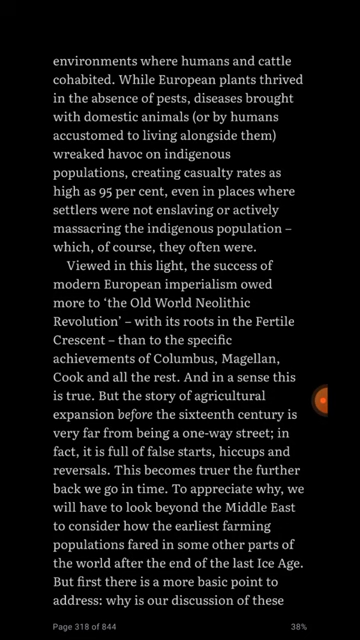 environments where humans and cattle
cohabited. While European plants thrived
in the absence of pests, diseases brought
with domestic animals (or by humans
accustomed to living alongside them)
wreaked havoc on indigenous
populations, creating casualty rates as
high as 95 per cent, even in places where
settlers were not enslaving or actively
massacring the indigenous population –
which, of course, they often were.
Viewed in this light, the success of
modern European imperialism owed
more to ‘the Old World Neolithic
Revolution’ – with its roots in the Fertile
Crescent – than to the specific
achievements of Columbus, Magellan,
Cook and all the rest. And in a sense this
is true. But the story of agricultural
expansion before the sixteenth century is
very far from being a one-way street; in
fact, it is full of false starts, hiccups and
reversals. This becomes truer the further
back we go in time. To appreciate why, we
will have to look beyond the Middle East
to consider how the earliest farming
populations fared in some other parts of
the world after the end of the last Ice Age.
But first there is a more basic point to
address: why is our discussion of these
Page 318 of 844 38%